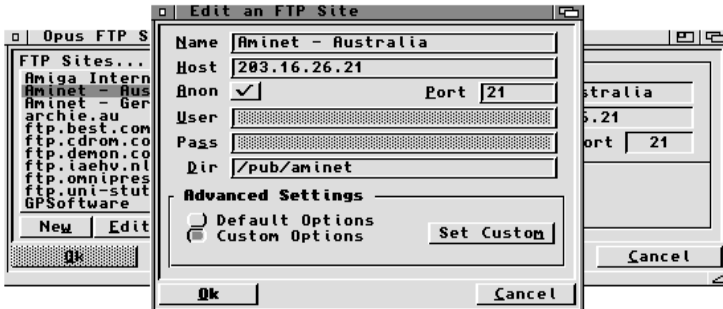 Edit an FTP Site
Name Aminet - Australia
Host 203.16.26.21
Anon Port 21
User
Pass
Dir /pub/aminet
Advanced Settings
Default Options
Custom Options
Set Custom
Ok Cancel
Opus FTP S
FTP Sites...
Amiga Intern
Aminet - Aus
Aminet - Ger
archie.au
ftp.best.com
ftp.cdrom.co
ftp.demon.co
ftp.iaehv.nl
ftp.omnipres
ftp.uni-stut
GPSoftware
New Edit
Ok
stralia
6.21
ort 21
Cancel